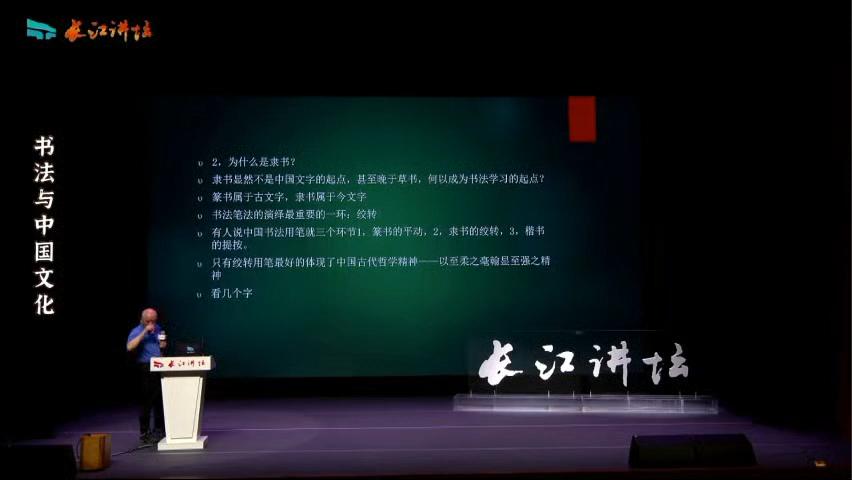 长江讲坛
书法与中国文化
2，为什么是隶书？
隶书显然不是中国文字的起点，甚至晚于草书，何以成为书法学习的起点？
篆书属于古文字，隶书属于今文字
书法笔法的演绎最重要的一环：绞转
有人说中国书法用笔就三个环节1，篆书的平动，2，隶书的绞转，3，楷书
的提按。
只有绞转用笔最好的体现了中国古代哲学精神——以至柔之毫翰显至强之精
神
看几个字
长江讲坛
长江讲坛